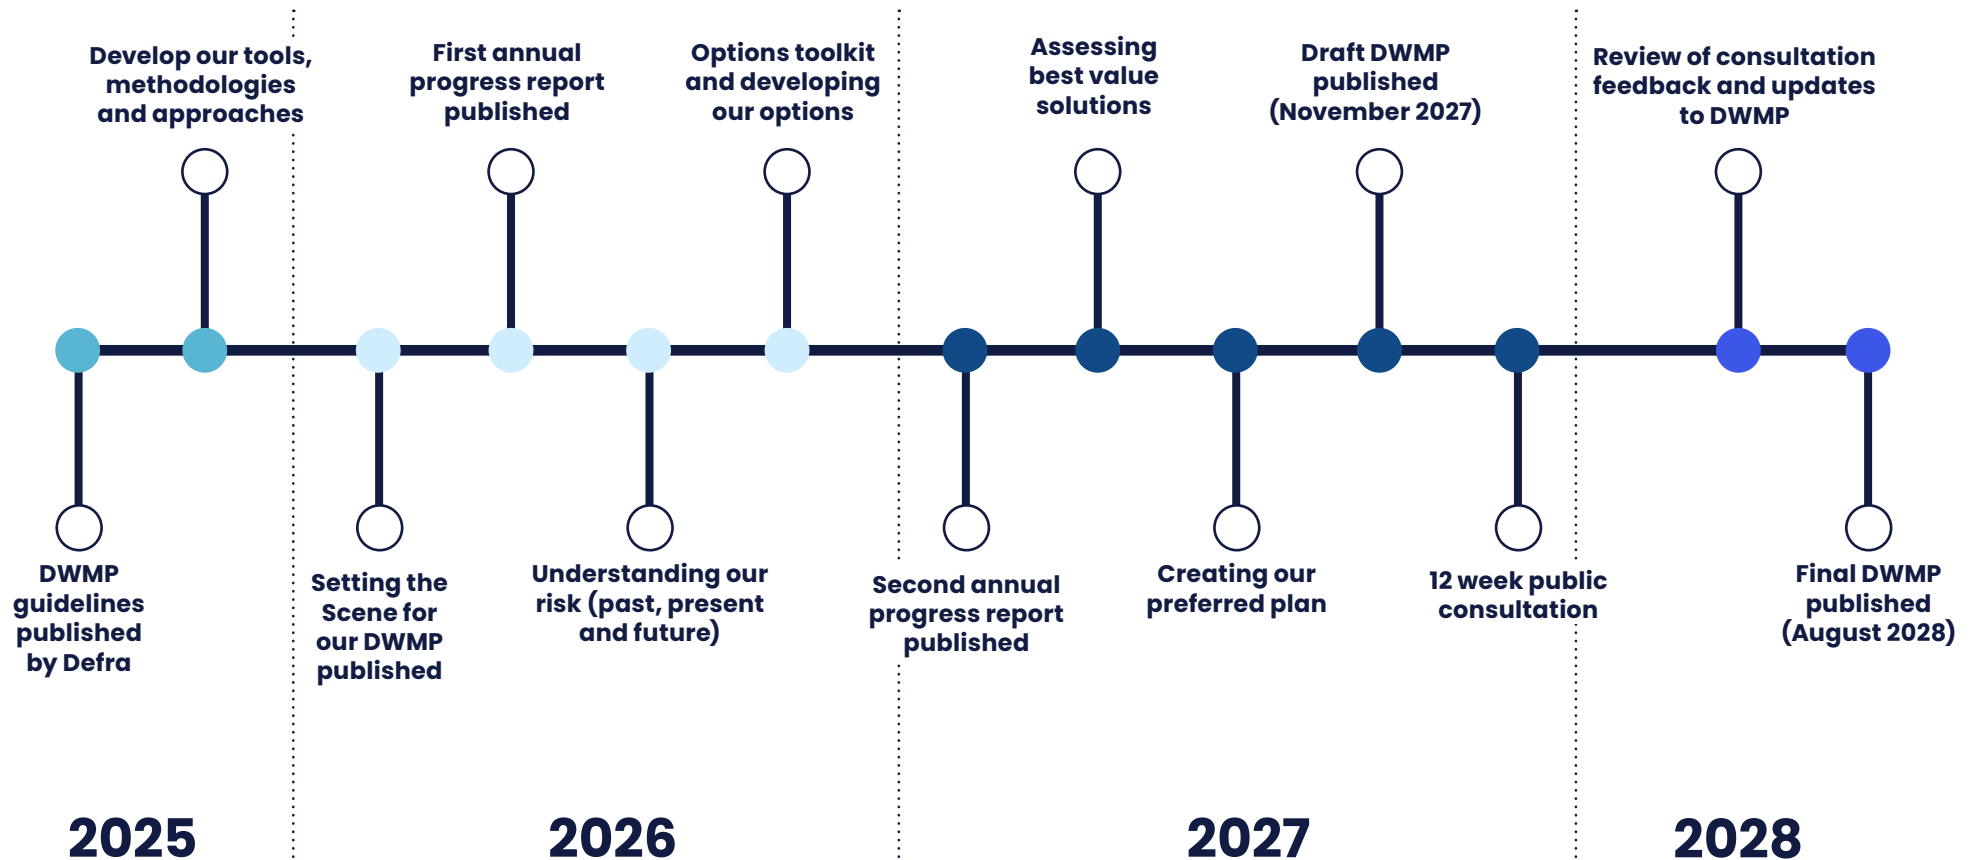 Develop our tools,
methodologies
and approaches
First annual
progress report
published
Options toolkit
and developing
our options
Assessing
best value
solutions
Draft DWMP
published
(November 2027)
Review of consultation
feedback and updates
to DWMP
DWMP
guidelines
published
by Defra
Setting the
Scene for
our DWMP
published
Understanding our
risk (past, present
and future)
Second annual
progress report
published
Creating our
preferred plan
12 week public
consultation
Final DWMP
published
(August 2028)
2025
2026
2027
2028